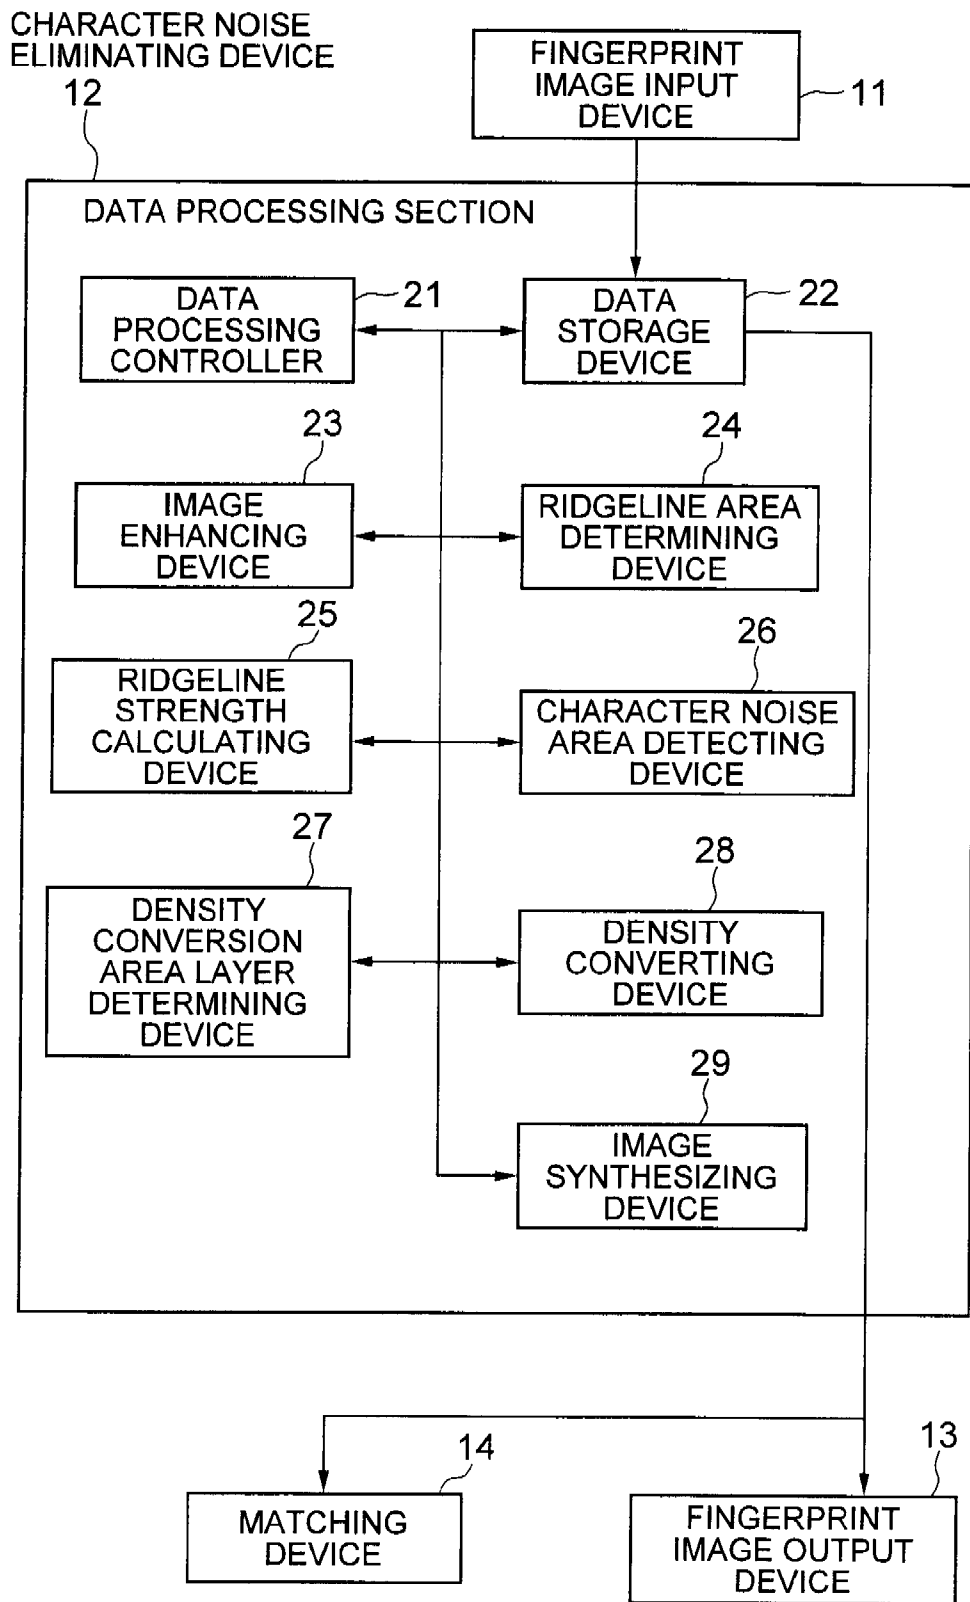 CHARACTER NOISE
ELIMINATING DEVICE
12
FINGERPRINT
IMAGE INPUT
DEVICE
11
DATA PROCESSING SECTION
DATA
PROCESSING
CONTROLLER
21
DATA
STORAGE
DEVICE
22
23
IMAGE
ENHANCING
DEVICE
24
RIDGELINE AREA
DETERMINING
DEVICE
25
RIDGELINE
STRENGTH
CALCULATING
DEVICE
26
CHARACTER NOISE
AREA DETECTING
DEVICE
27
DENSITY
CONVERSION
AREA LAYER
DETERMINING
DEVICE
28
DENSITY
CONVERTING
DEVICE
29
IMAGE
SYNTHESIZING
DEVICE
14
MATCHING
DEVICE
13
FINGERPRINT
IMAGE OUTPUT
DEVICE